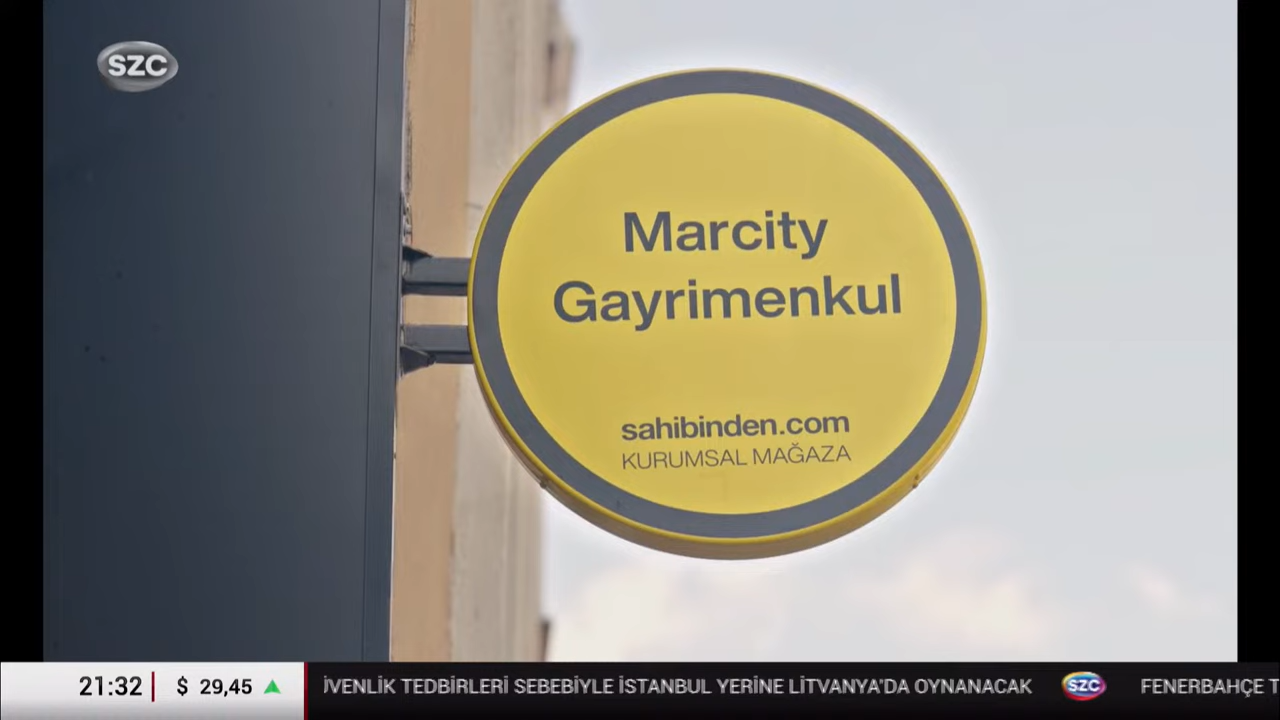 SZC
Marcity
Gayrimenkul
sahibinden.com
KURUMSAL MAĞAZA
21:32 $ 29,45 İVENLİK TEDBİRLERİ SEBEBİYLE İSTANBUL YERİNE LİTVANYA'DA OYNANACAK SZC FENERBAHÇE T